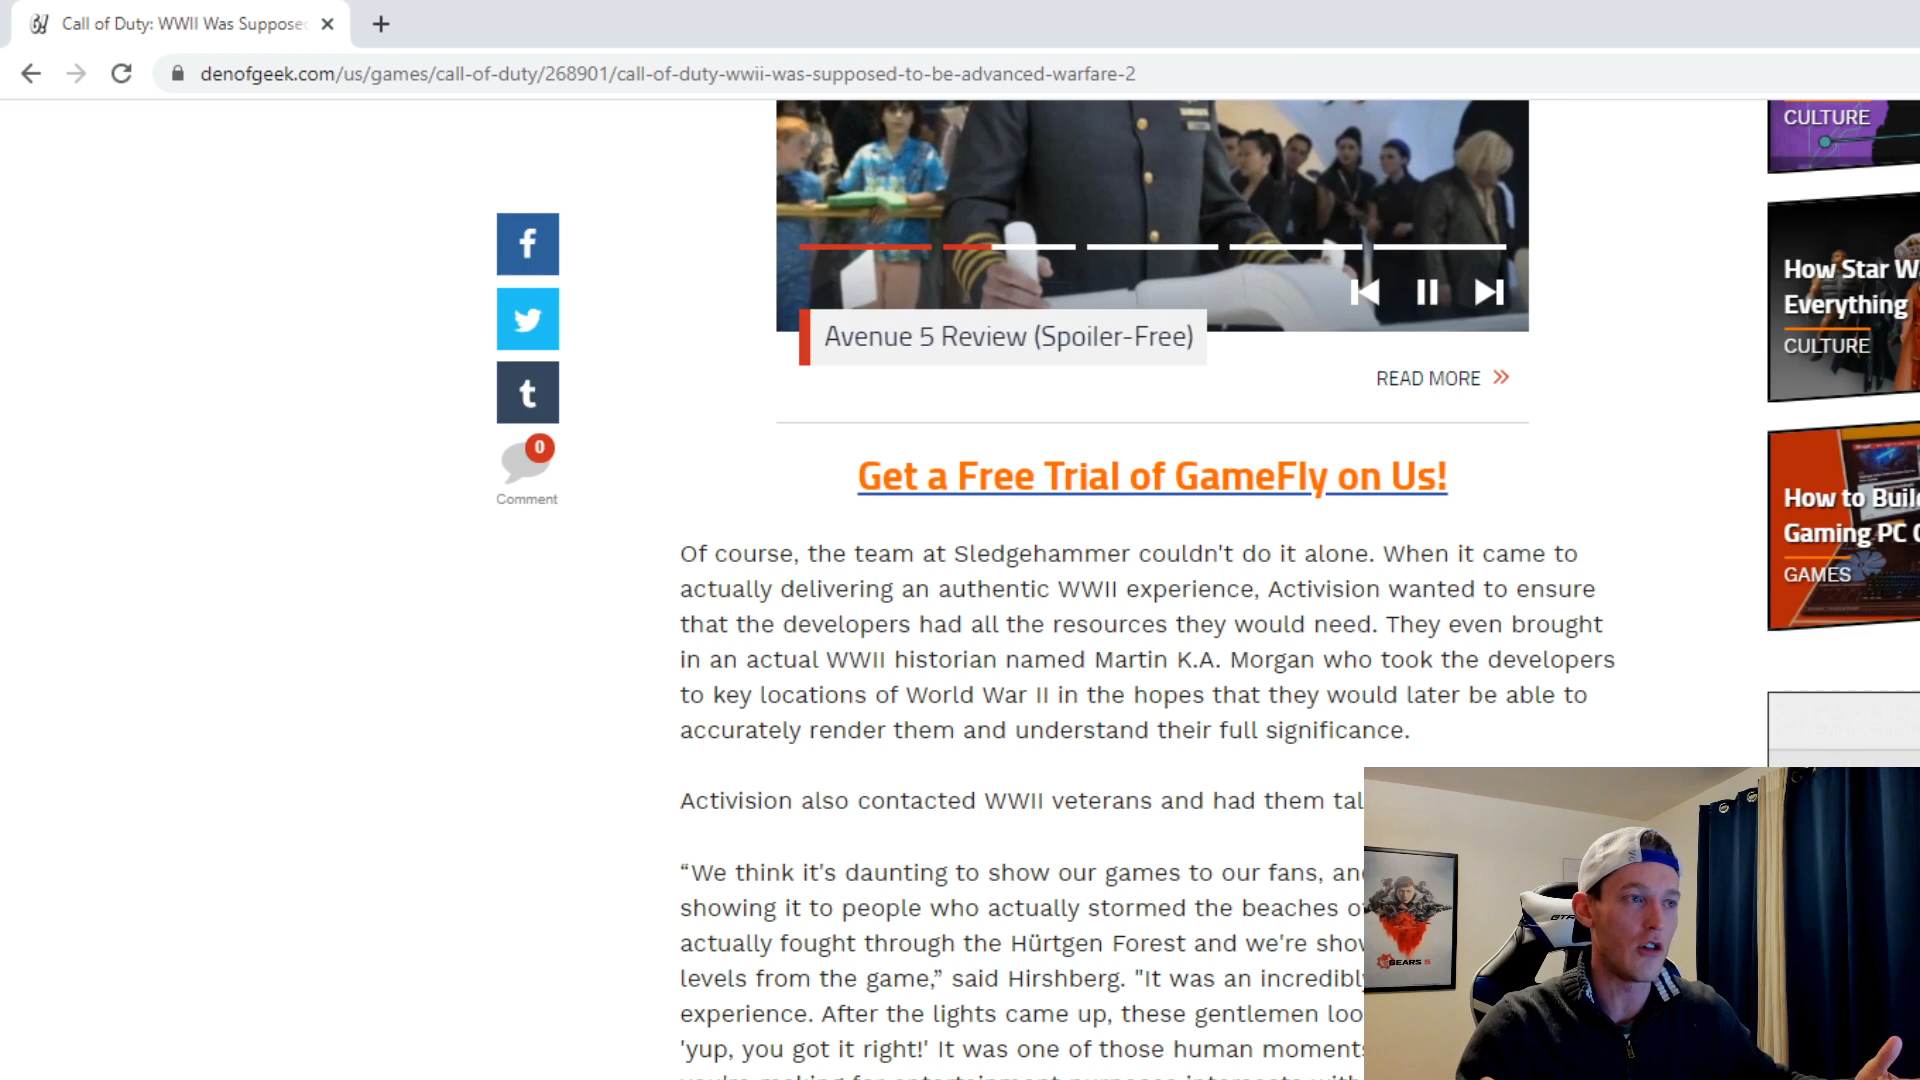 Call of Duty: WWII Was Suppose
denofgeek.com/us/games/call-of-duty/268901/call-of-duty-wwii-was-supposed-to-be-advanced-warfare-2
CULTURE
How Star W
Everything
CULTURE
Avenue 5 Review (Spoiler-Free)
READ MORE
0
Comment
Get a Free Trial of GameFly on Us!
How to Buil
Gaming PC
GAMES
Of course, the team at Sledgehammer couldn't do it alone. When it came to
actually delivering an authentic WWII experience, Activision wanted to ensure
that the developers had all the resources they would need. They even brought
in an actual WWII historian named Martin K.A. Morgan who took the developers
to key locations of World War II in the hopes that they would later be able to
accurately render them and understand their full significance.
Activision also contacted WWII veterans and had them tal
“We think it's daunting to show our games to our fans, and
showing it to people who actually stormed the beaches o
actually fought through the Hürtgen Forest and we're show
levels from the game,” said Hirshberg. "It was an incredibl
experience. After the lights came up, these gentlemen loo
'yup, you got it right!' It was one of those human moments
GEARS 5